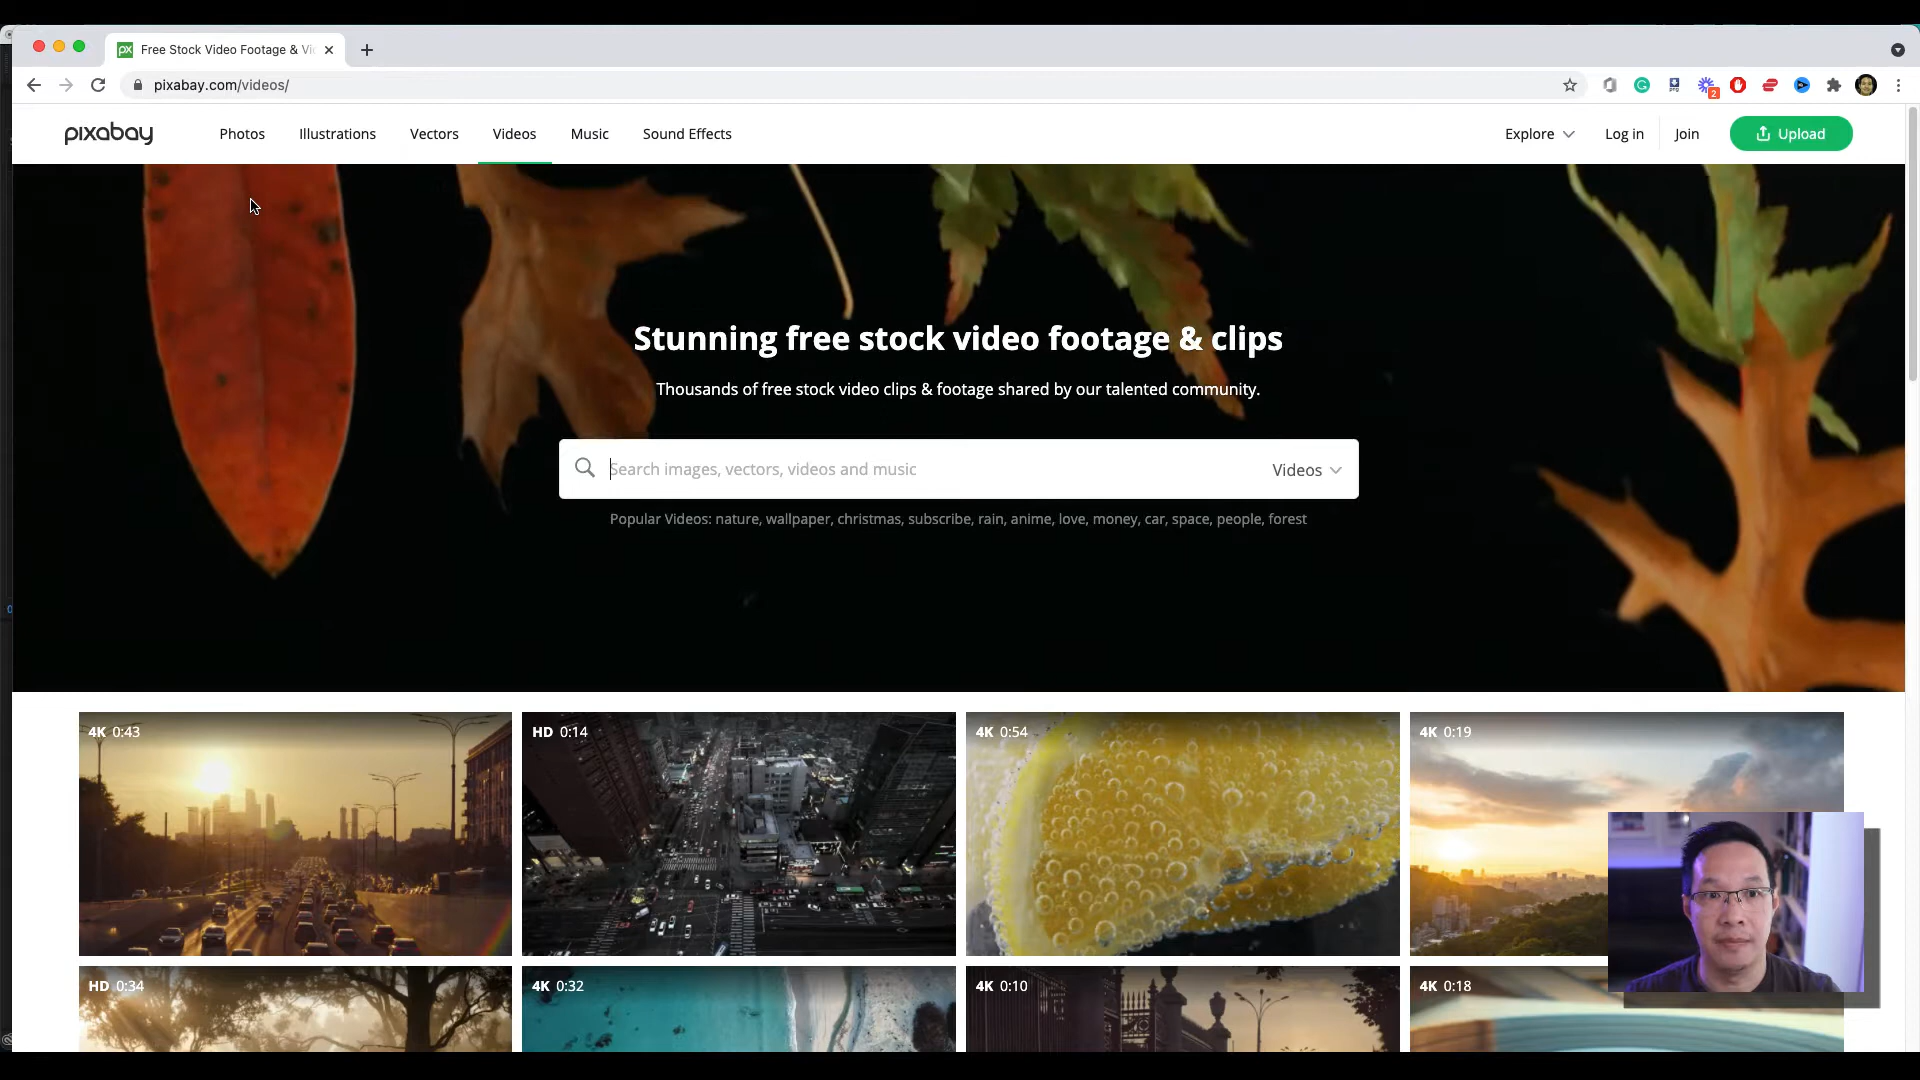 Free Stock Video Footage & Vi
pixabay.com/videos/
2
pixabay
Photos
Illustrations
Vectors
Videos
Music
Sound Effects
Explore
Log in
Join
Upload
Stunning free stock video footage & clips
Thousands of free stock video clips & footage shared by our talented community.
Search images, vectors, videos and music
Videos
Popular Videos: nature, wallpaper, christmas, subscribe, rain, anime, love, money, car, space, people, forest
4K 0:43
HD 0:14
4K 0:54
4K 0:19
HD 0:34
4K 0:32
4K 0:10
4K 0:18